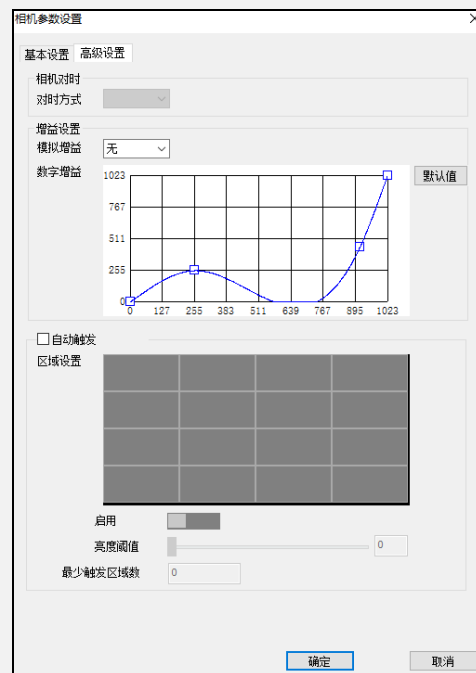 相机参数设置
基本设置 高级设置
相机对时
对时方式
增益设置
模拟增益 无
数字增益 默认值
1023
767
511
255
0
0 127 255 383 511 639 767 895 1023
自动触发
区域设置
启用
亮度阈值 0
最少触发区域数 0
确定 取消